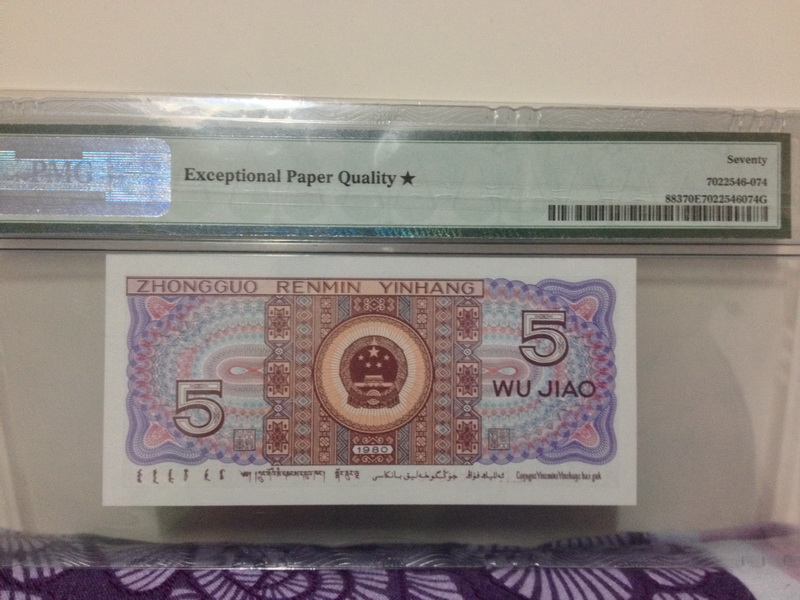 PMG
Seventy
Exceptional Paper Quality ★
7022546-074
88370E7022546074G
ZHONGGUO RENMIN YINHANG
5
5
WU JIAO
1980